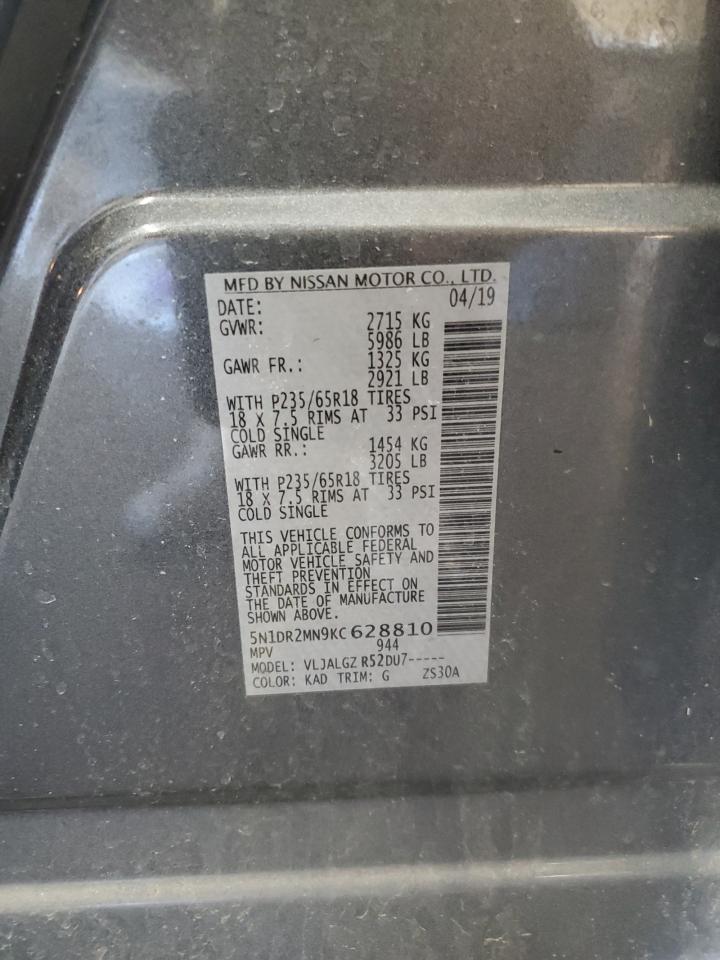 MFD BY NISSAN MOTOR CO., LTD.
DATE: 04/19
GVWR: 2715 KG
5986 LB
GAWR FR.: 1325 KG
2921 LB
WITH P235/65R18 TIRES
18 X 7.5 RIMS AT 33 PSI
COLD SINGLE
GAWR RR.: 1454 KG
3205 LB
WITH P235/65R18 TIRES
18 X 7.5 RIMS AT 33 PSI
COLD SINGLE
THIS VEHICLE CONFORMS TO
ALL APPLICABLE FEDERAL
MOTOR VEHICLE SAFETY AND
THEFT PREVENTION
STANDARDS IN EFFECT ON
THE DATE OF MANUFACTURE
SHOWN ABOVE.
5N1DR2MN9KC 628810
MPV 944
MODEL: VLJALGZ R52DU7-----
COLOR: KAD TRIM: G ZS30A